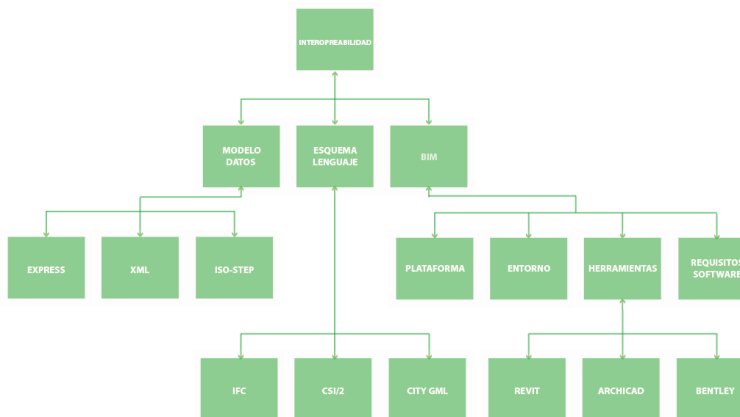 INTEROPREABILIDAD
MODELO
DATOS
ESQUEMA
LENGUAJE
BIM
EXPRESS
XML
ISO-STEP
PLATAFORMA
ENTORNO
HERRAMIENTAS
REQUISITOS
SOFTWARE
IFC
CSI/2
CITY GML
REVIT
ARCHICAD
BENTLEY